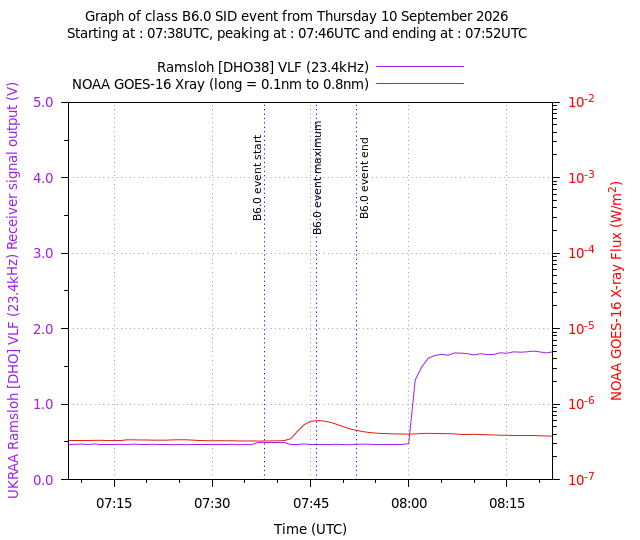 Graph of class B6.0 SID event from Thursday 10 September 2026
Starting at : 07:38UTC, peaking at : 07:46UTC and ending at : 07:52UTC
Ramsloh [DHO38] VLF (23.4kHz)
NOAA GOES-16 Xray (long = 0.1nm to 0.8nm)
UKRAA Ramsloh [DHO] VLF (23.4kHz) Receiver signal output (V)
5.0
4.0
3.0
2.0
1.0
0.0
B6.0 event start
B6.0 event maximum
B6.0 event end
10-2
10-3
10-4
10-5
10-6
10-7
NOAA GOES-16 X-ray Flux (W/m2)
07:15 07:30 07:45 08:00 08:15
Time (UTC)